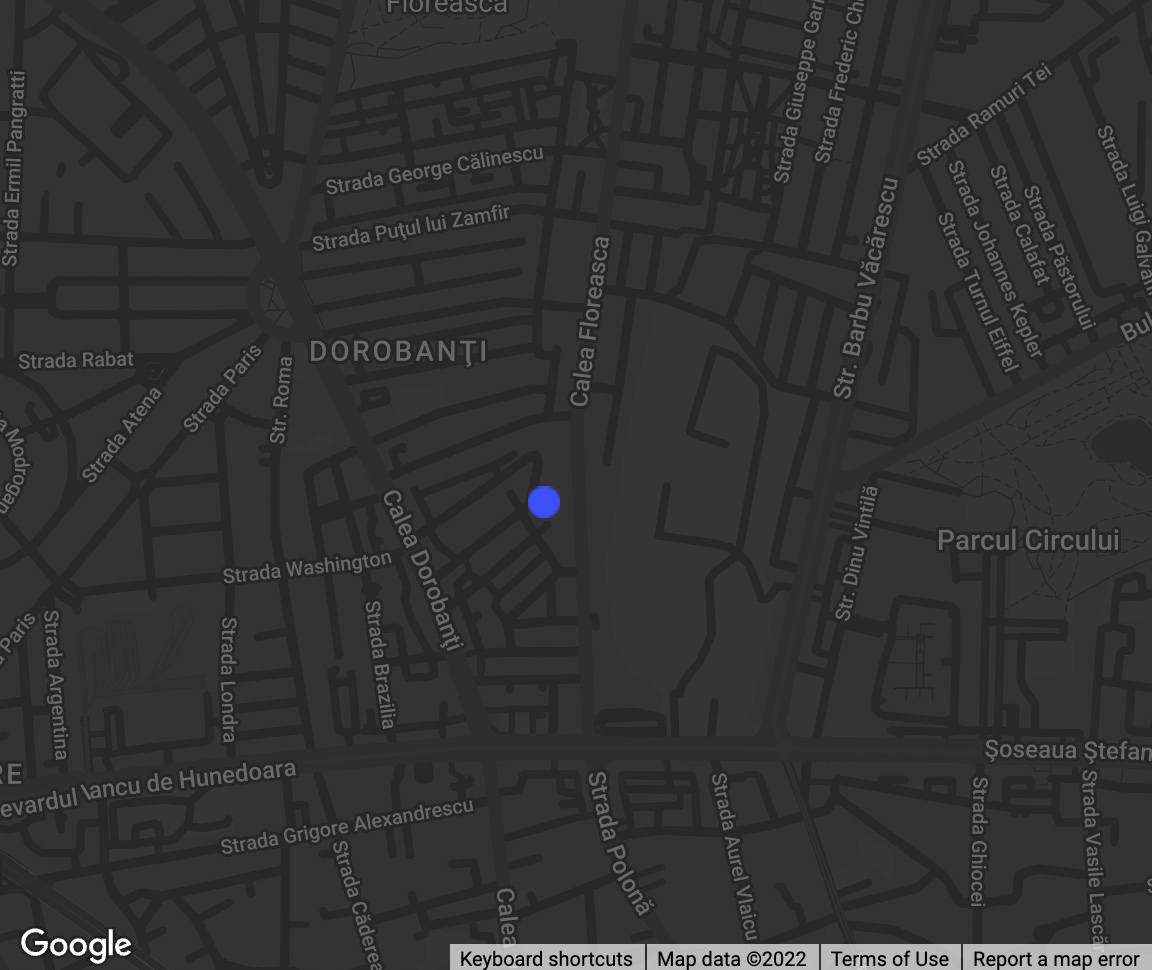 Floreasca
Strada Ermil Pangratti
Strada Giuseppe Gari
Strada Frederic Ch
Strada Ramuri Tei
Strada George Călinescu
Strada Puţul lui Zamfir
Strada Luigi Galvan
Strada Păstorului
Strada Calafat
Strada Johannes Kepler
Strada Turnul Eiffel
Str. Barbu Văcărescu
Calea Floreasca
Bul
DOROBANŢI
Strada Rabat
Strada Paris
Str. Roma
Strada Atena
a Modrogan
Calea Dorobanţi
Str. Dinu Vintilă
Parcul Circului
Strada Washington
Strada Brazilia
Strada Londra
Strada Argentina
a Paris
RE
evardul Iancu de Hunedoara
Şoseaua Ştefan
Strada Grigore Alexandrescu
Strada Polonă
Strada Aurel Vlaicu
Strada Ghiocei
Strada Vasile Lascăr
Strada Căderea
Calea
S
Google
Keyboard shortcuts
Map data ©2022
Terms of Use
Report a map error